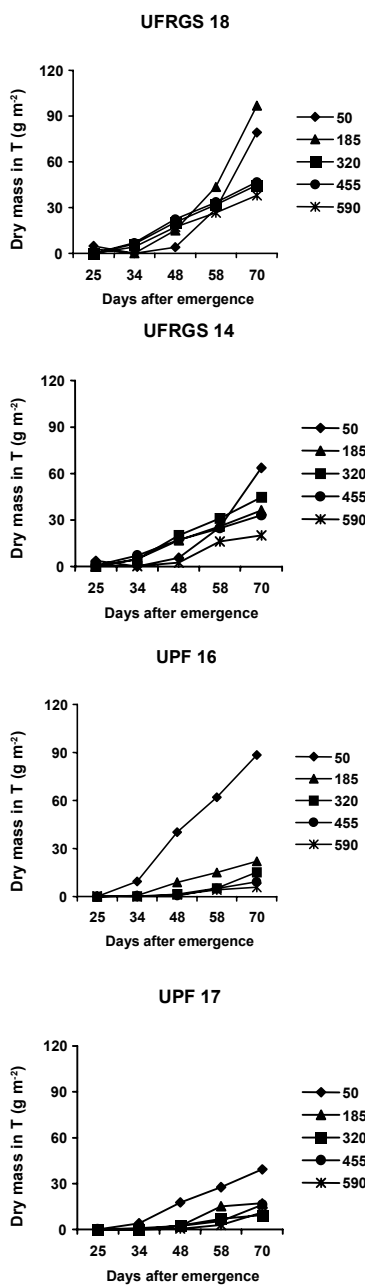 UFRGS 18
Dry mass in T (g m-2)
120
90
60
30
0
25 34 48 58 70
Days after emergence
50
185
320
455
590
UFRGS 14
Dry mass in T (g m-2)
120
90
60
30
0
25 34 48 58 70
Days after emergence
50
185
320
455
590
UPF 16
Dry mass in T (g m-2)
120
90
60
30
0
25 34 48 58 70
Days after emergence
50
185
320
455
590
UPF 17
Dry mass in T (g m-2)
120
90
60
30
0
25 34 48 58 70
Days after emergence
50
185
320
455
590